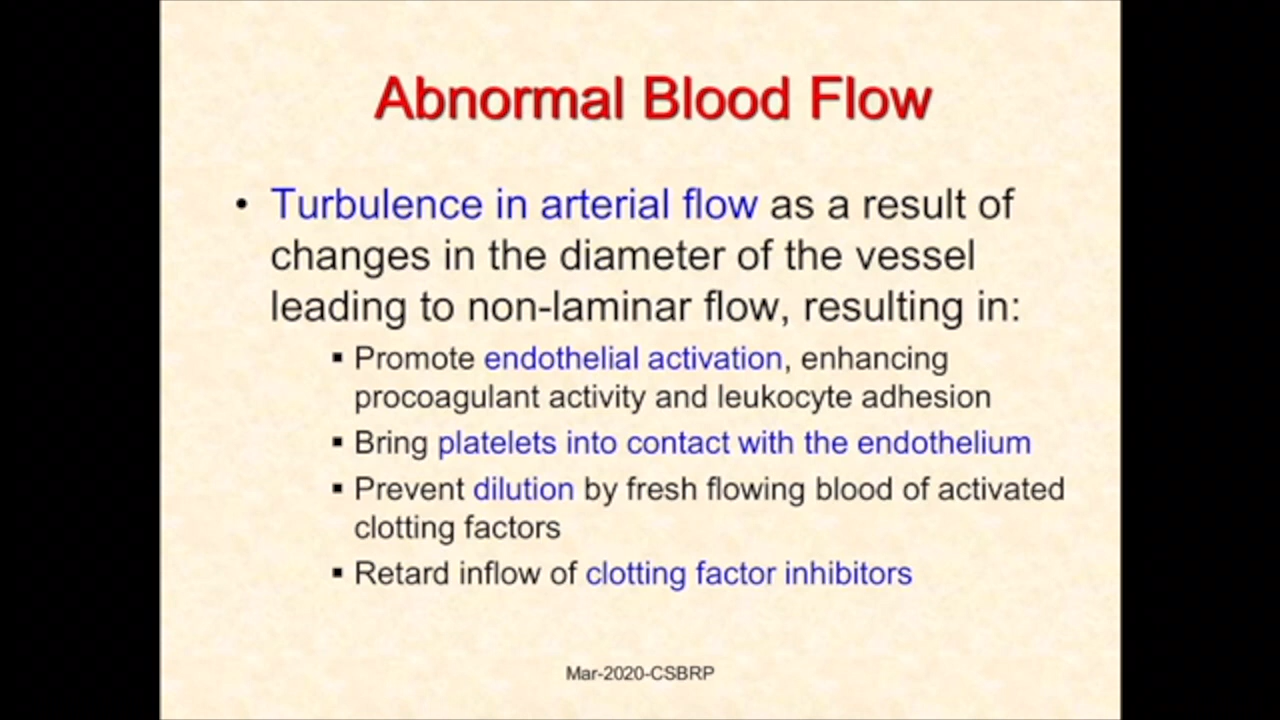 Abnormal Blood Flow
• Turbulence in arterial flow as a result of
changes in the diameter of the vessel
leading to non-laminar flow, resulting in:
▪ Promote endothelial activation, enhancing
procoagulant activity and leukocyte adhesion
▪ Bring platelets into contact with the endothelium
▪ Prevent dilution by fresh flowing blood of activated
clotting factors
▪ Retard inflow of clotting factor inhibitors
Mar-2020-CSBRP